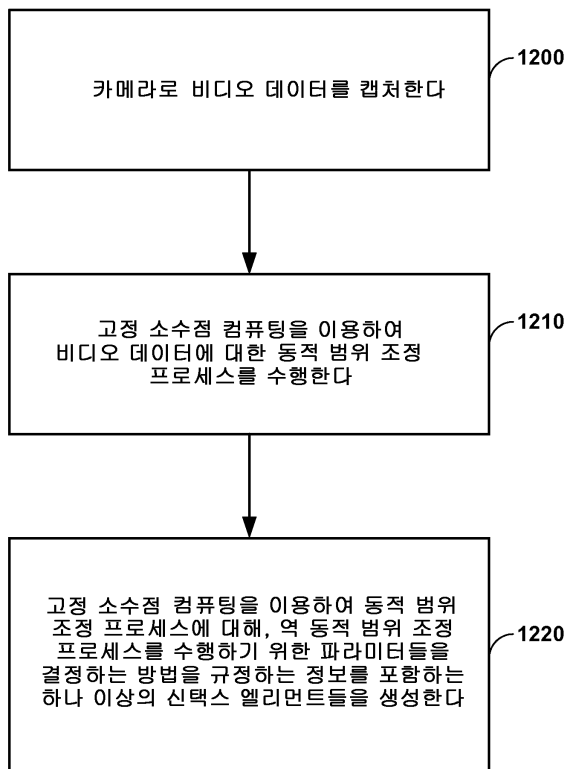 카메라로 비디오 데이터를 캡처한다
1200
고정 소수점 컴퓨팅을 이용하여
비디오 데이터에 대한 동적 범위 조정
프로세스를 수행한다
1210
고정 소수점 컴퓨팅을 이용하여 동적 범위
조정 프로세스에 대해, 역 동적 범위 조정
프로세스를 수행하기 위한 파라미터들을
결정하는 방법을 규정하는 정보를 포함하는
하나 이상의 신택스 엘리먼트들을 생성한다
1220